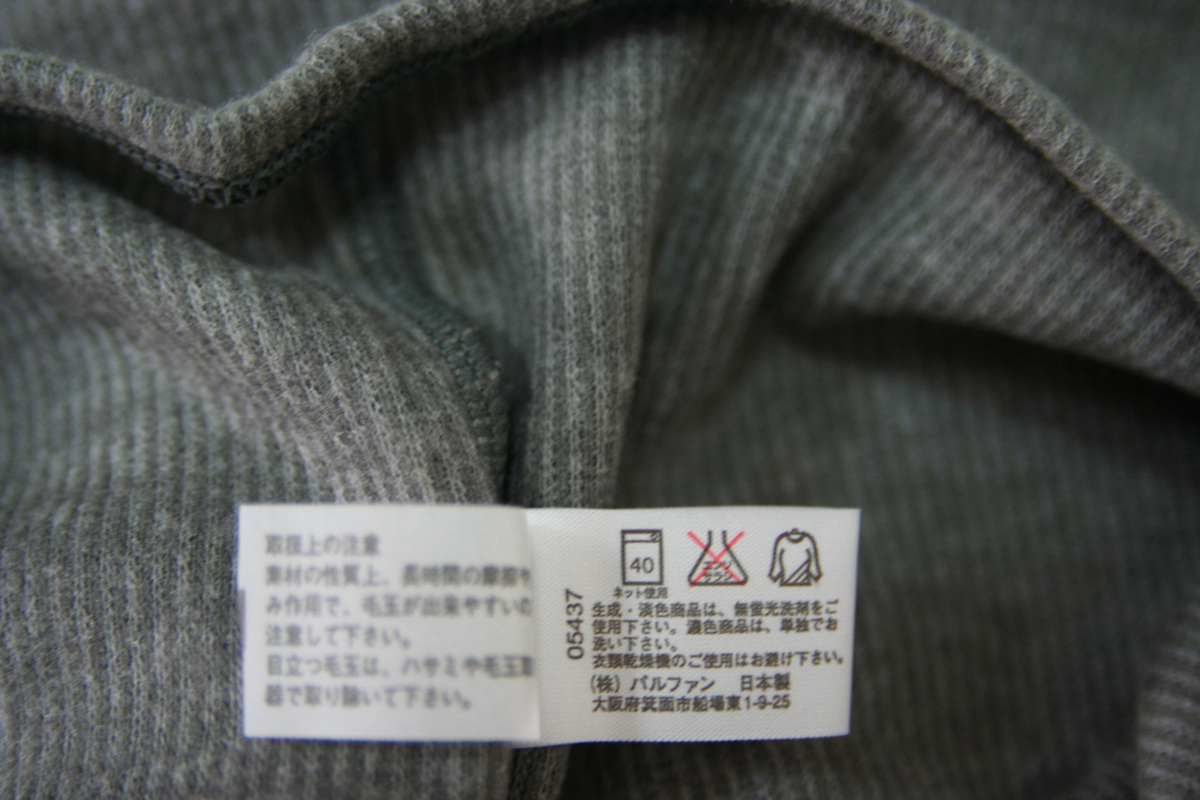 取扱上の注意
素材の性質上、長時間の摩擦や
み作用で、毛玉が出来やすいの
注意して下さい。
目立つ毛玉は、ハサミや毛玉取
器で取り除いて下さい。
05437
40
エンソ
サラシ
ネット使用
生成・淡色商品は、無蛍光洗剤をご
使用下さい。濃色商品は、単独でお
洗い下さい。
衣類乾燥機のご使用はお避け下さい。
(株) パルファン 日本製
大阪府箕面市船場東1-9-25